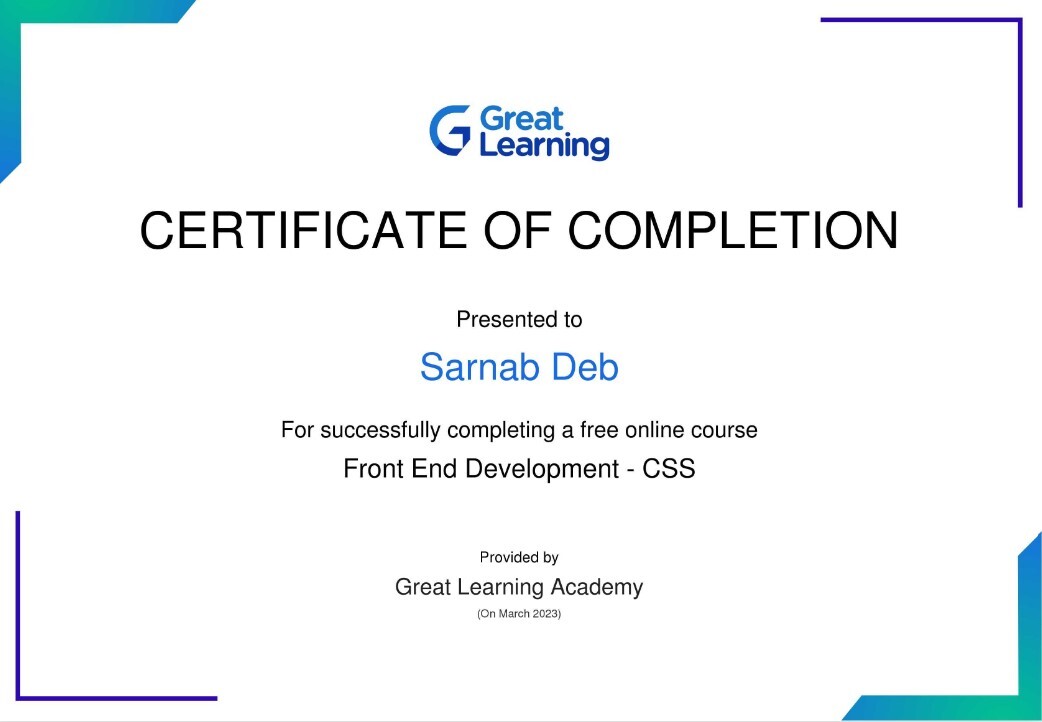 Great
Learning
CERTIFICATE OF COMPLETION
Presented to
Sarnab Deb
For successfully completing a free online course
Front End Development - CSS
Provided by
Great Learning Academy
(On March 2023)